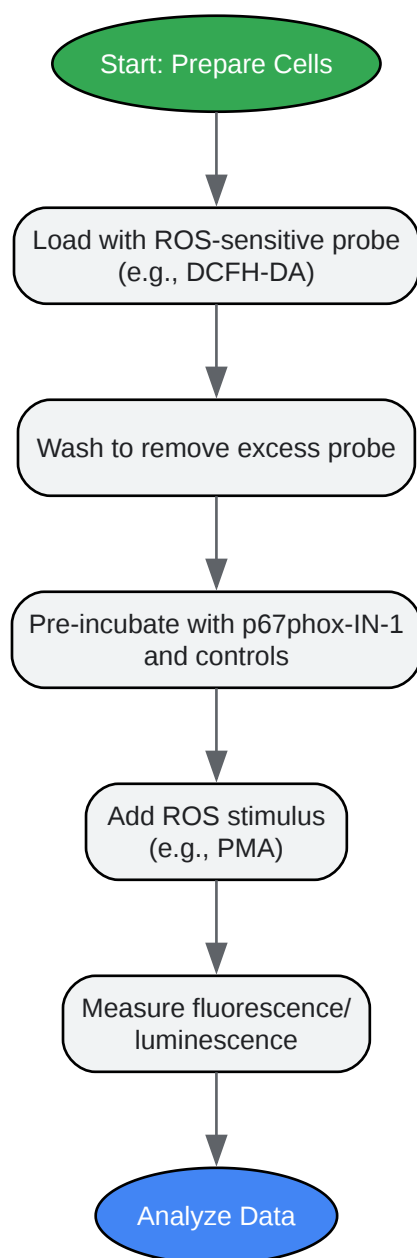 Start: Prepare Cells
Load with ROS-sensitive probe
(e.g., DCFH-DA)
Wash to remove excess probe
Pre-incubate with p67phox-IN-1
and controls
Add ROS stimulus
(e.g., PMA)
Measure fluorescence/
luminescence
Analyze Data